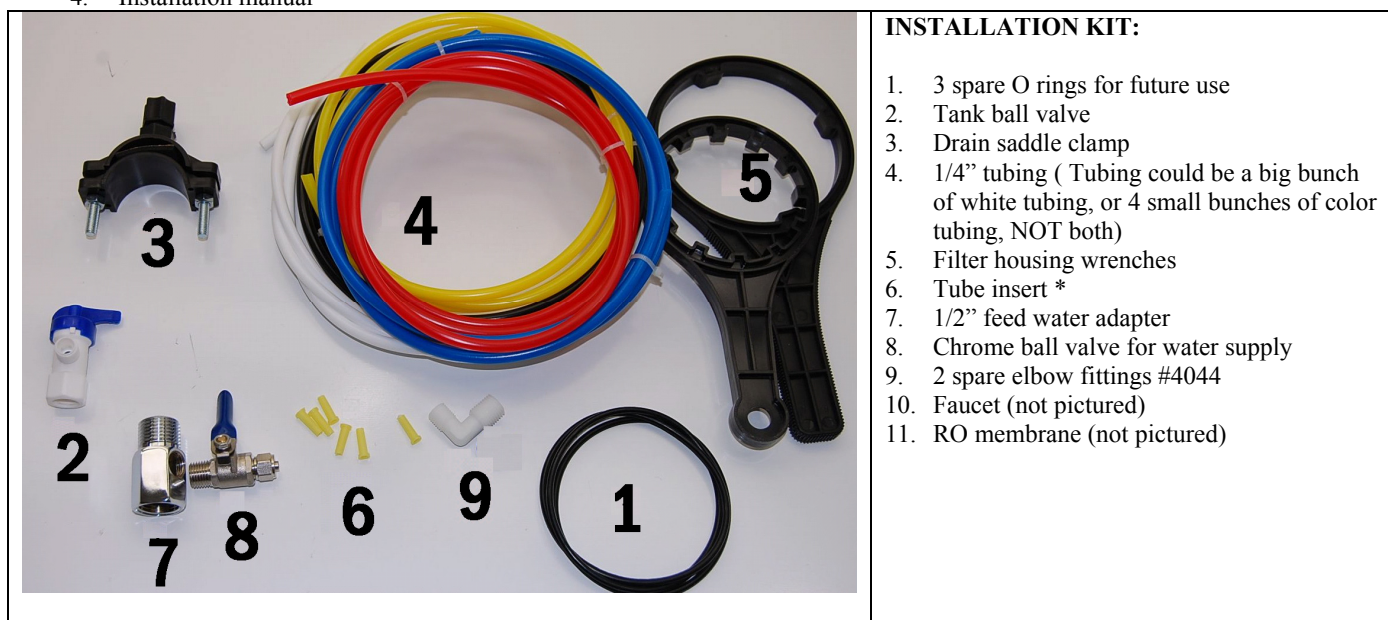 4. Installation manual
INSTALLATION KIT:
1. 3 spare O rings for future use
2. Tank ball valve
3. Drain saddle clamp
4. 1/4” tubing ( Tubing could be a big bunch
of white tubing, or 4 small bunches of color
tubing, NOT both)
5. Filter housing wrenches
6. Tube insert *
7. 1/2” feed water adapter
8. Chrome ball valve for water supply
9. 2 spare elbow fittings #4044
10. Faucet (not pictured)
11. RO membrane (not pictured)
3
4
5
2
7
8
6
9
1